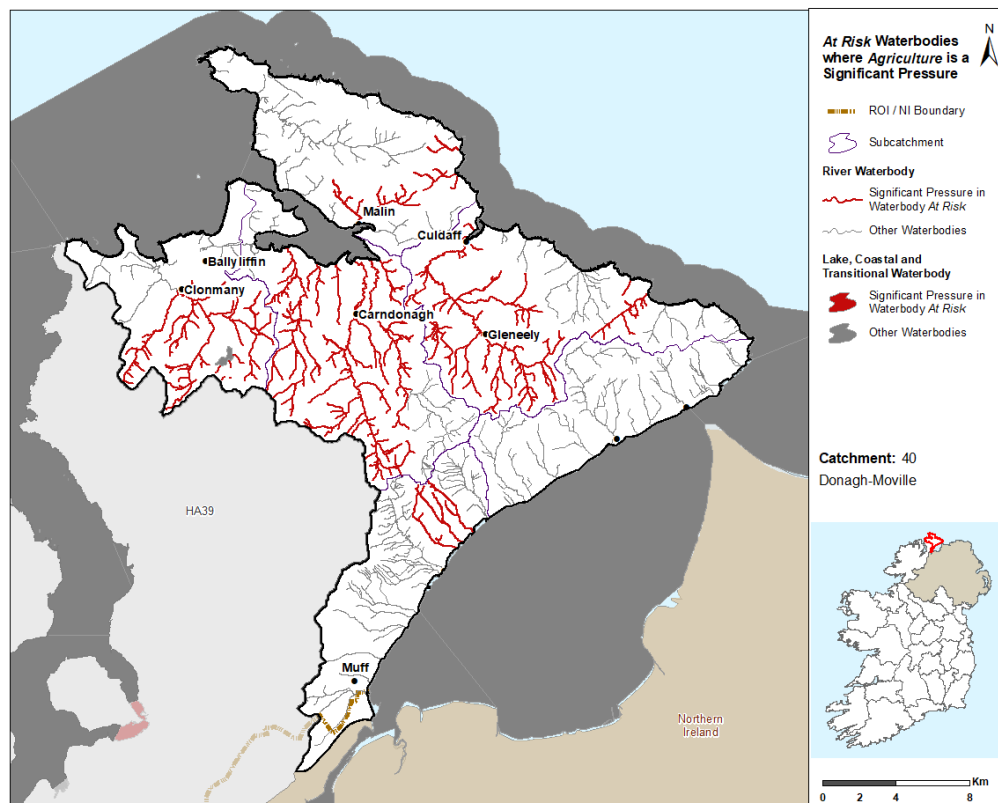 Malin
Culdaff
Ballyliffin
Clonmany
Carndonagh
Gleneely
HA39
Muff
Northern
Ireland
At Risk Waterbodies
where Agriculture is a
Significant Pressure
N
ROI / NI Boundary
Subcatchment
River Waterbody
Significant Pressure in
Waterbody At Risk
Other Waterbodies
Lake, Coastal and
Transitional Waterbody
Significant Pressure in
Waterbody At Risk
Other Waterbodies
Catchment: 40
Donagh-Moville
Km
0 2 4 8